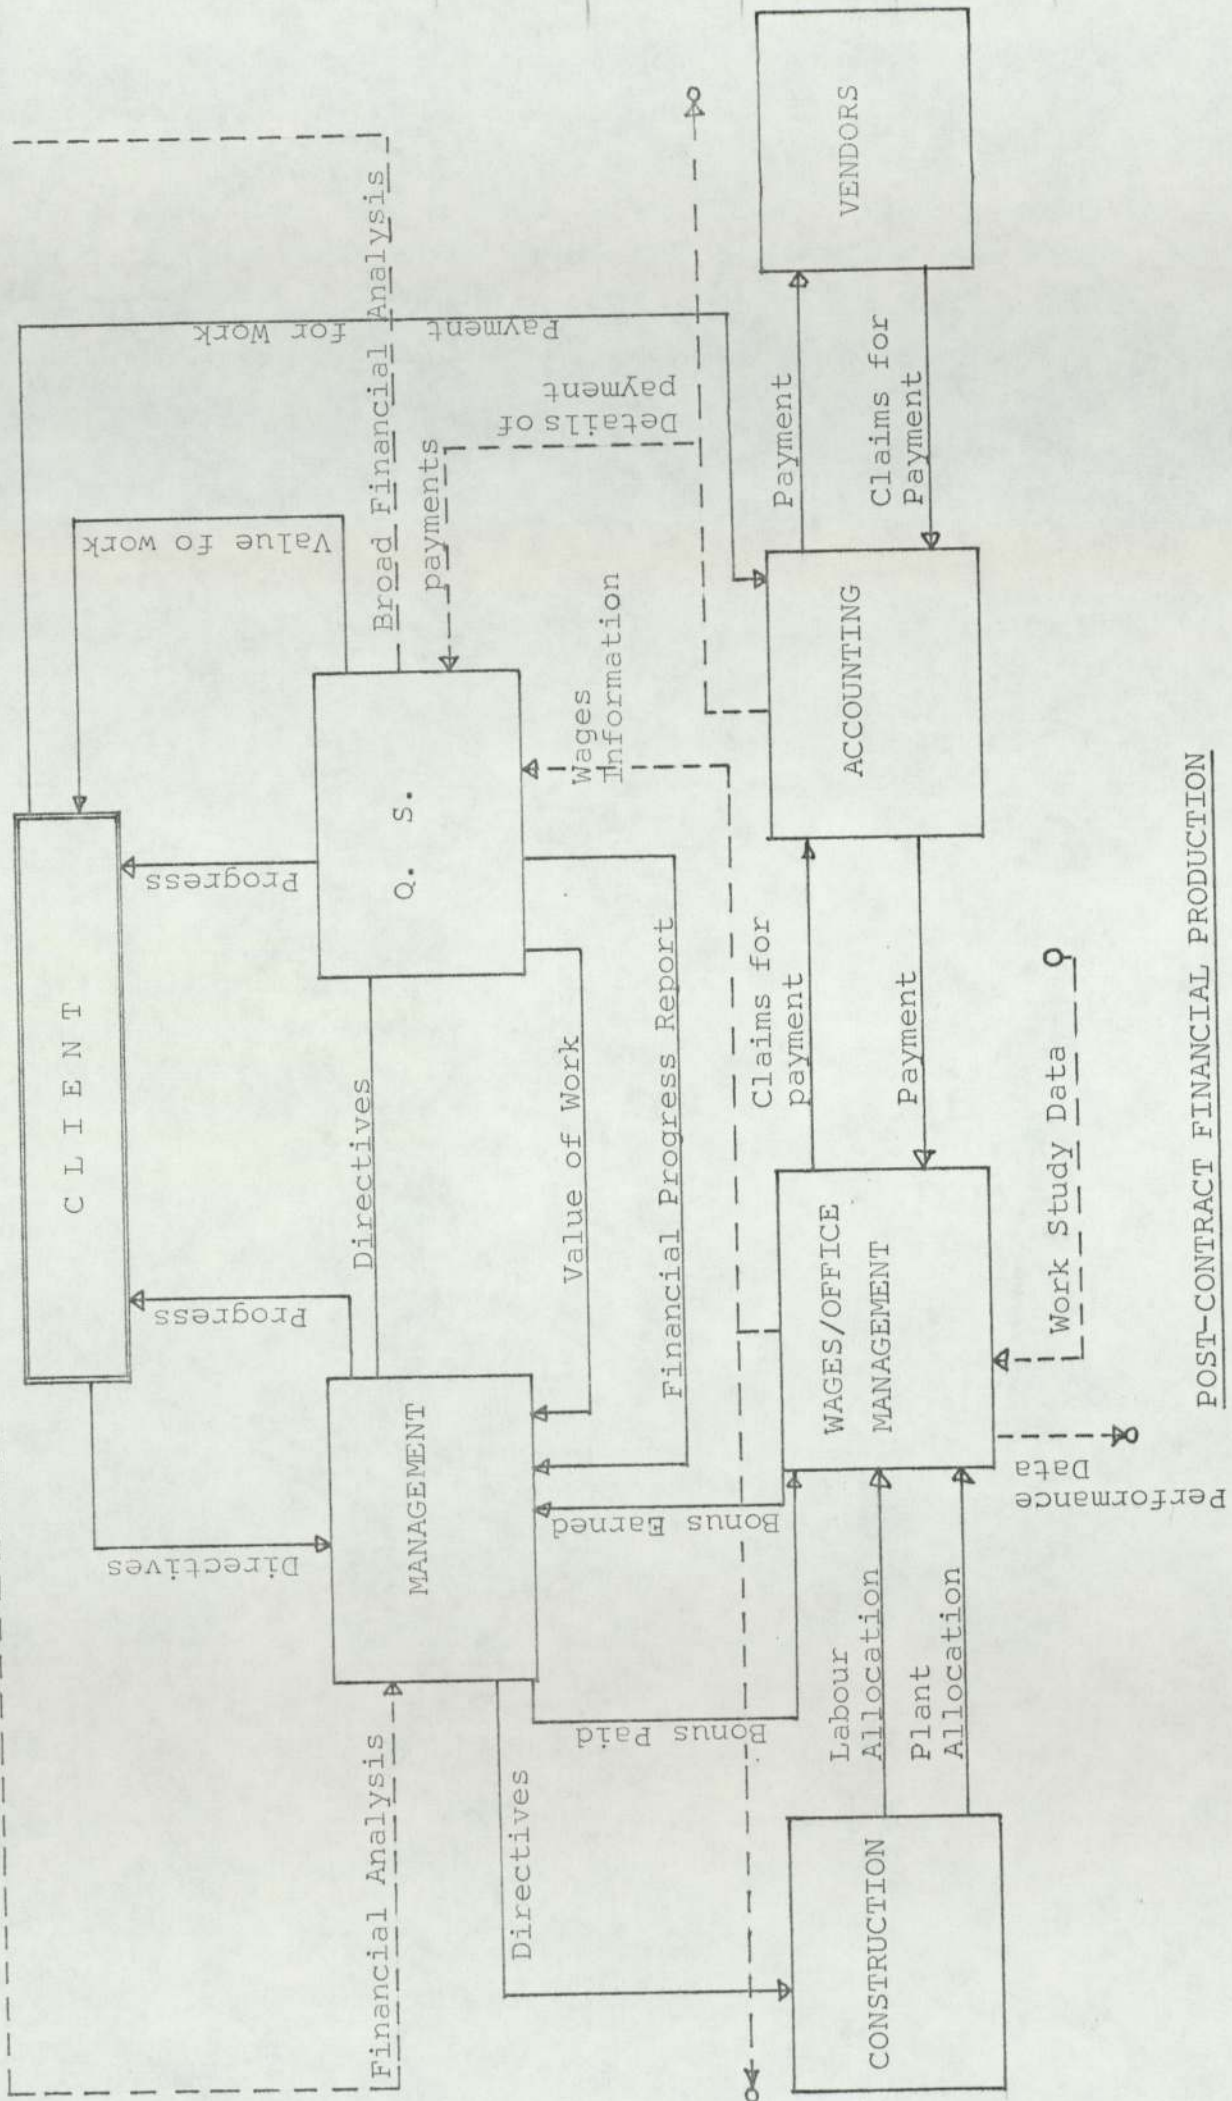 C L I E N T
Directives
Progress
Progress
Value fo work
Payment for Work
Financial Analysis
MANAGEMENT
Directives
Q. S.
Broad Financial Analysis
payments
Details of
payment
Directives
Bonus Paid
Bonus Earned
Value of Work
Financial Progress Report
Wages
Information
CONSTRUCTION
Labour
Allocation
Plant
Allocation
WAGES/OFFICE
MANAGEMENT
Claims for
payment
Payment
ACCOUNTING
Payment
Claims for
Payment
VENDORS
Performance
Data
Work Study Data
POST-CONTRACT FINANCIAL PRODUCTION